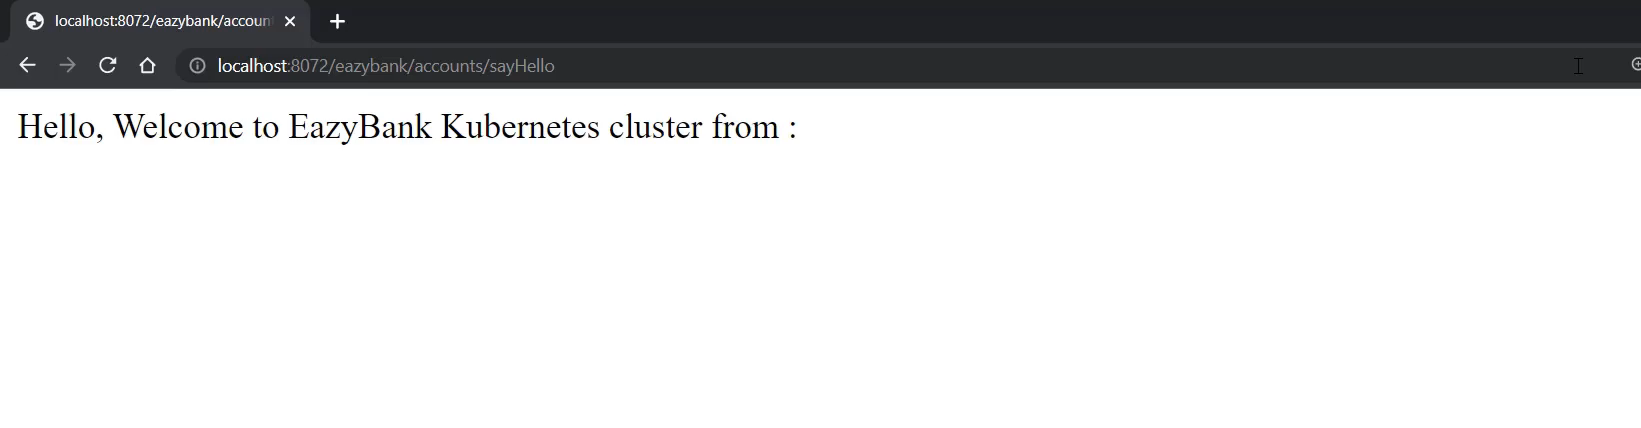 localhost:8072/eazybank/accoun
localhost:8072/eazybank/accounts/sayHello
Hello, Welcome to EazyBank Kubernetes cluster from :